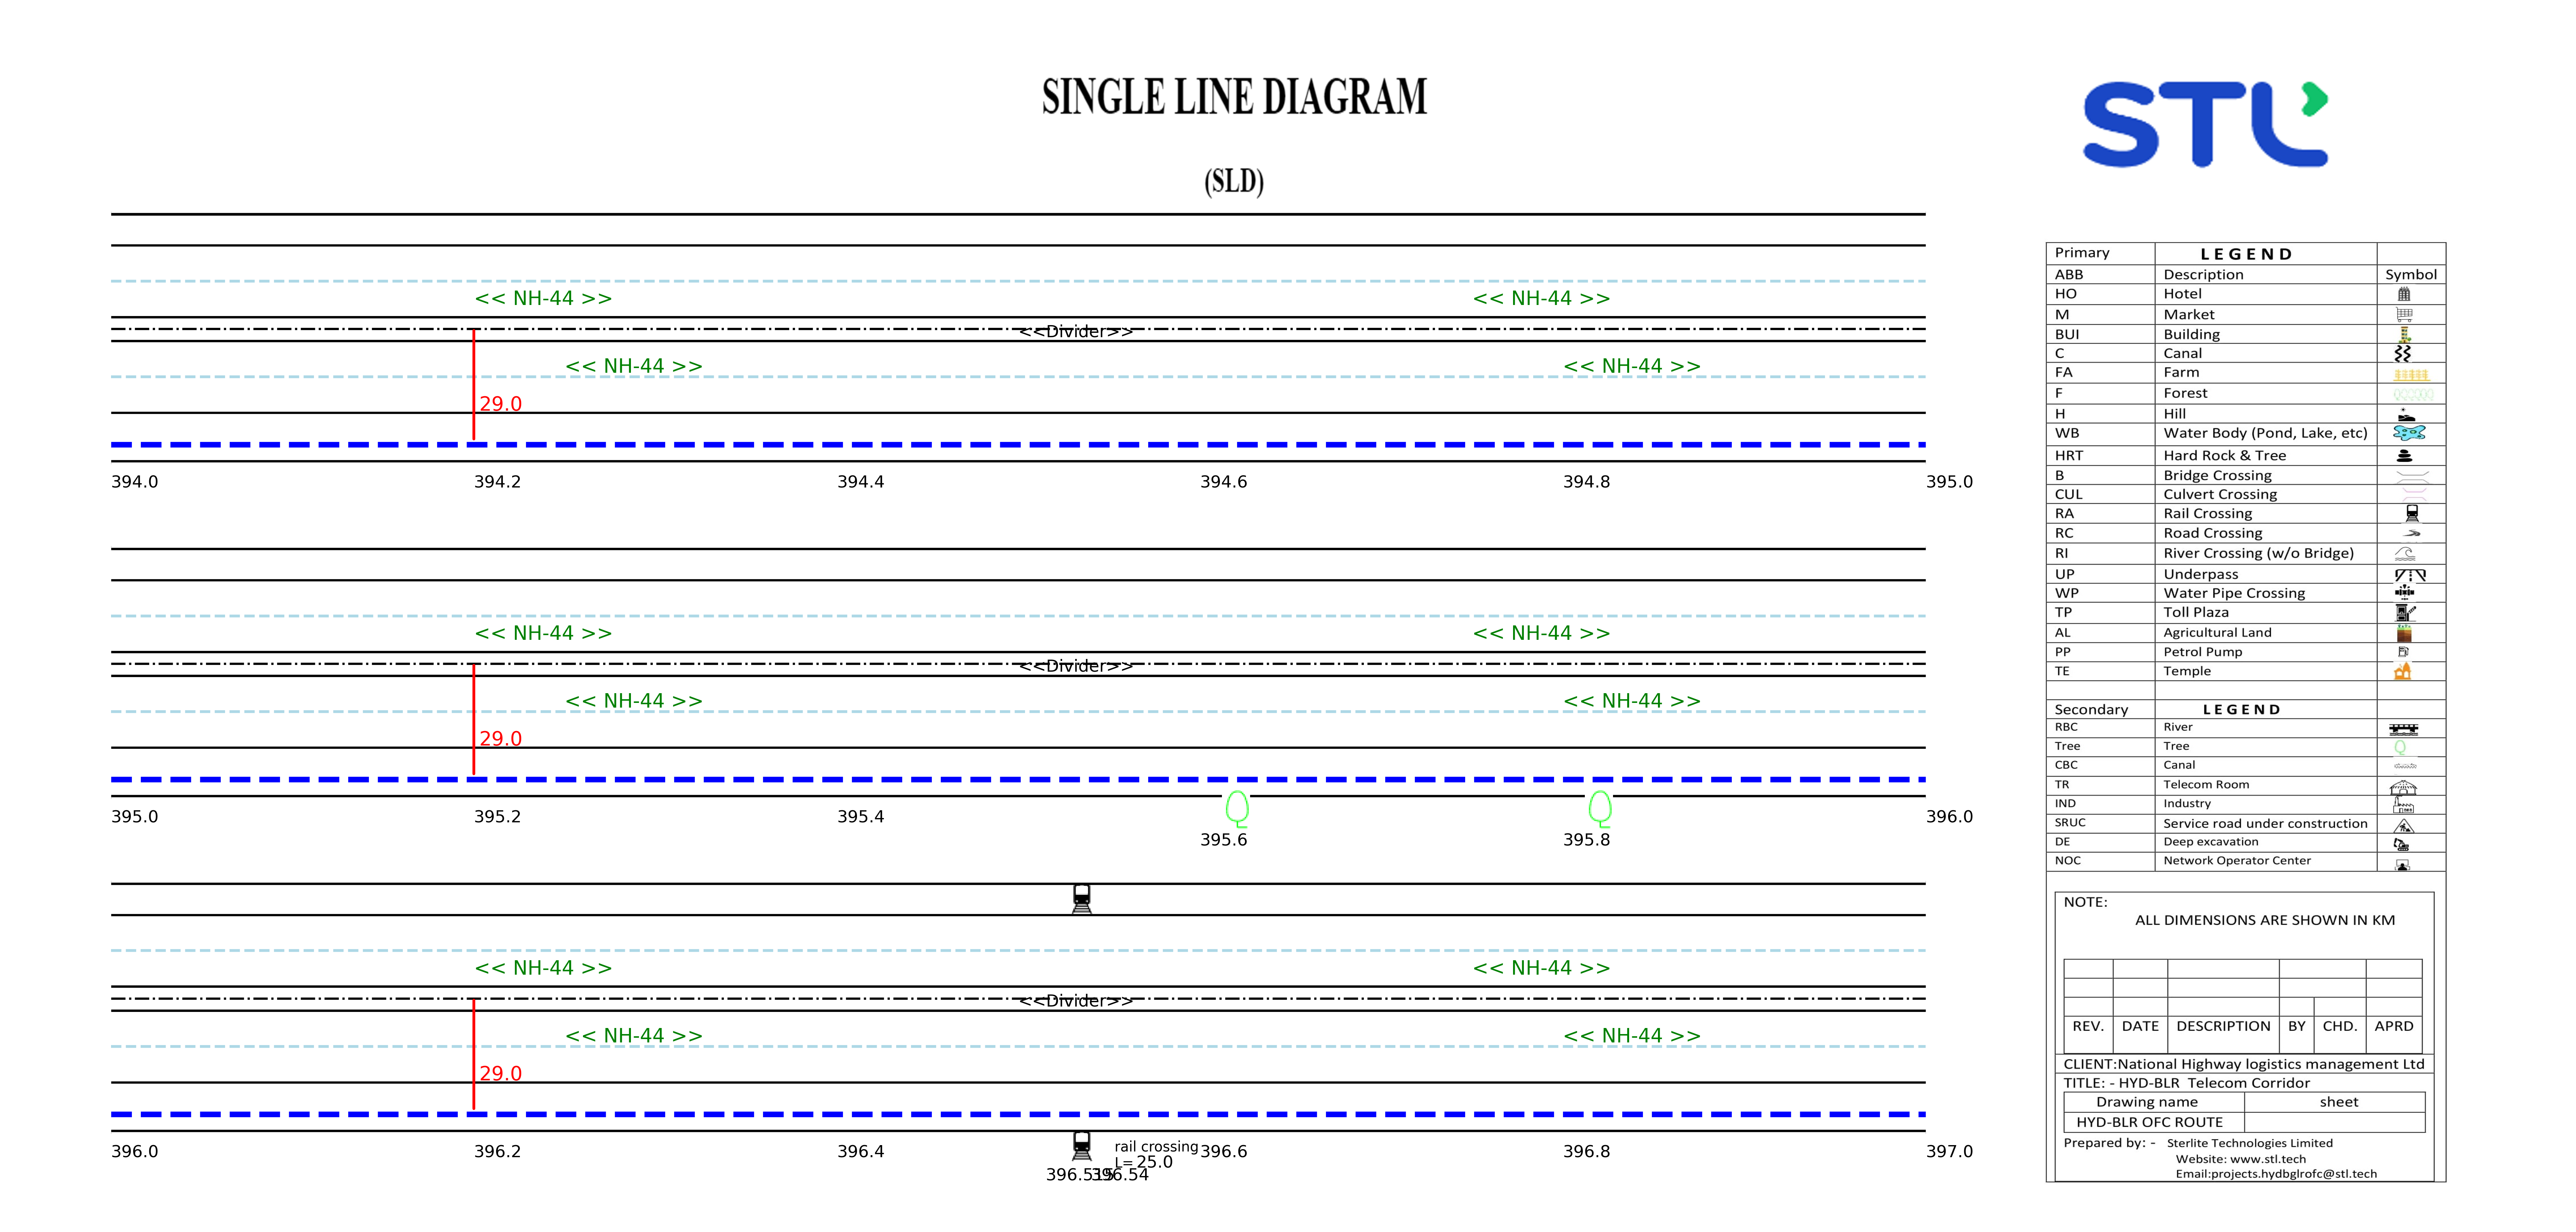 SINGLE LINE DIAGRAM
(SLD)
STL
<< NH-44 >> << NH-44 >>
<<Divider>>
<< NH-44 >> << NH-44 >>
29.0
394.0 394.2 394.4 394.6 394.8 395.0
<< NH-44 >> << NH-44 >>
<<Divider>>
<< NH-44 >> << NH-44 >>
29.0
395.0 395.2 395.4 396.0
395.6 395.8
<< NH-44 >> << NH-44 >>
<<Divider>>
<< NH-44 >> << NH-44 >>
29.0
396.0 396.2 396.4 rail crossing 396.6 396.8 397.0
L= 25.0
396.515 396.54
Primary LEGEND
ABB Description Symbol
HO Hotel
M Market
BUI Building
C Canal
FA Farm
F Forest
H Hill
WB Water Body (Pond, Lake, etc)
HRT Hard Rock & Tree
B Bridge Crossing
CUL Culvert Crossing
RA Rail Crossing
RC Road Crossing
RI River Crossing (w/o Bridge)
UP Underpass
WP Water Pipe Crossing
TP Toll Plaza
AL Agricultural Land
PP Petrol Pump
TE Temple
Secondary LEGEND
RBC River
Tree Tree
CBC Canal
TR Telecom Room
IND Industry
SRUC Service road under construction
DE Deep excavation
NOC Network Operator Center
NOTE:
ALL DIMENSIONS ARE SHOWN IN KM
REV. DATE DESCRIPTION BY CHD. APRD
CLIENT:National Highway logistics management Ltd
TITLE: - HYD-BLR Telecom Corridor
Drawing name sheet
HYD-BLR OFC ROUTE
Prepared by: - Sterlite Technologies Limited
Website: www.stl.tech
Email:projects.hydbglrofc@stl.tech